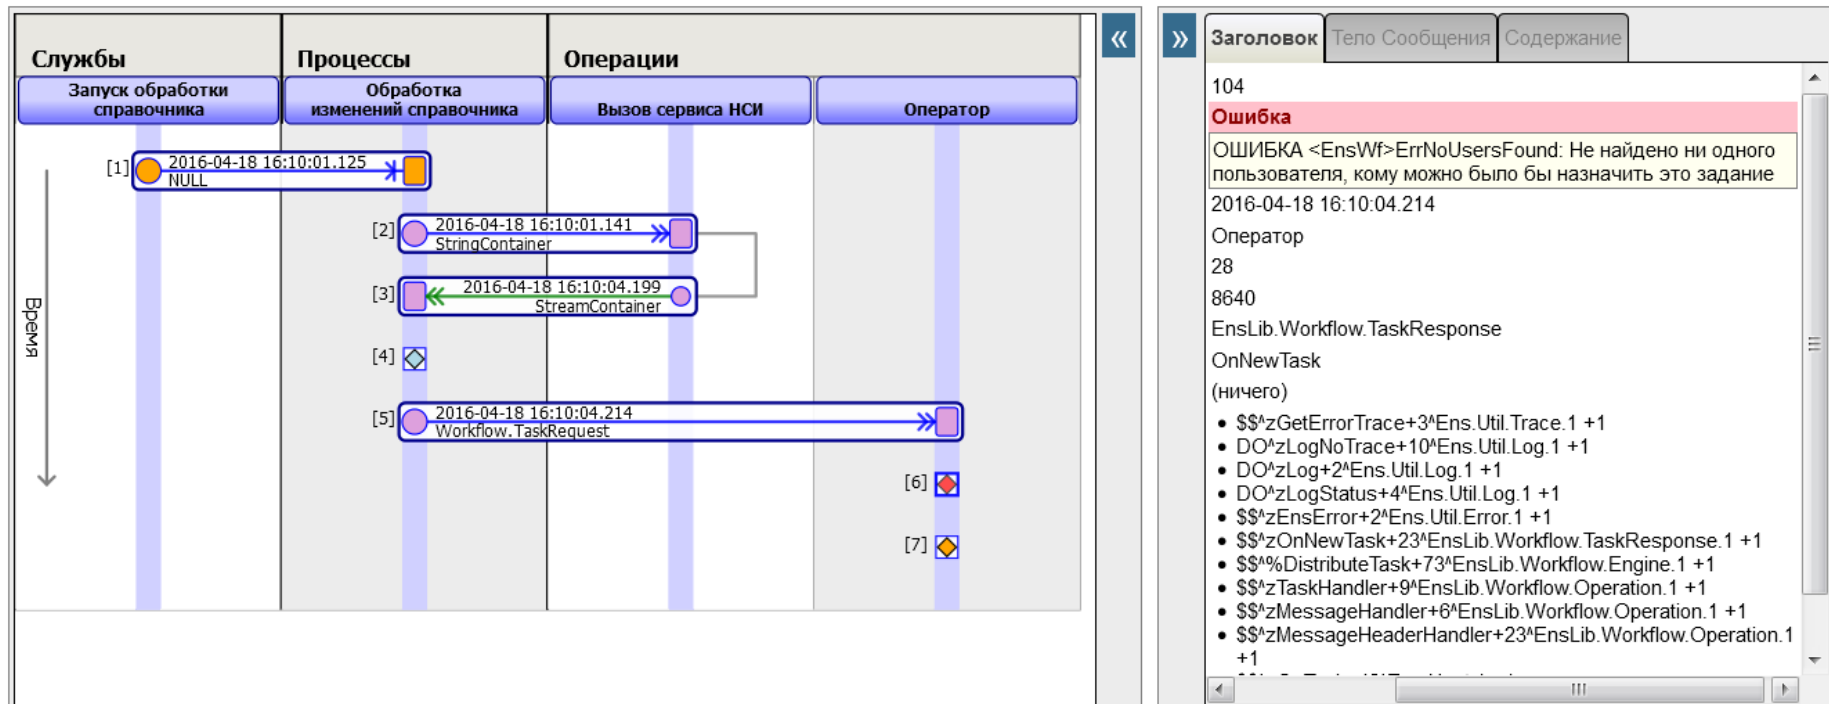 Службы
Процессы
Операции
Запуск обработки
справочника
Обработка
изменений справочника
Вызов сервиса НСИ
Оператор
Время
[1]
2016-04-18 16:10:01.125
NULL
[2]
2016-04-18 16:10:01.141
StringContainer
[3]
2016-04-18 16:10:04.199
StreamContainer
[4]
[5]
2016-04-18 16:10:04.214
Workflow.TaskRequest
[6]
[7]
«
»
Заголовок
Тело Сообщения
Содержание
104
Ошибка
ОШИБКА <EnsWf>ErrNoUsersFound: Не найдено ни одного
пользователя, кому можно было бы назначить это задание
2016-04-18 16:10:04.214
Оператор
28
8640
EnsLib.Workflow.TaskResponse
OnNewTask
(ничего)
• $$^zGetErrorTrace+3^Ens.Util.Trace.1 +1
• DO^zLogNoTrace+10^Ens.Util.Log.1 +1
• DO^zLog+2^Ens.Util.Log.1 +1
• DO^zLogStatus+4^Ens.Util.Log.1 +1
• $$^zEnsError+2^Ens.Util.Error.1 +1
• $$^zOnNewTask+23^EnsLib.Workflow.TaskResponse.1 +1
• $$^%DistributeTask+73^EnsLib.Workflow.Engine.1 +1
• $$^zTaskHandler+9^EnsLib.Workflow.Operation.1 +1
• $$^zMessageHandler+6^EnsLib.Workflow.Operation.1 +1
• $$^zMessageHeaderHandler+23^EnsLib.Workflow.Operation.1
+1